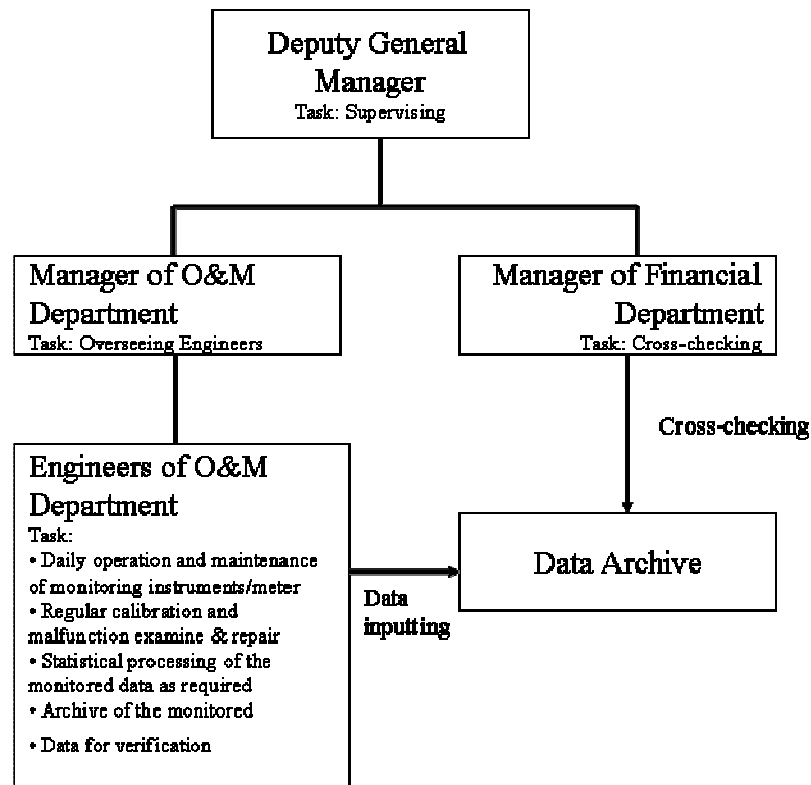 Deputy General
Manager
Task: Supervising
Manager of O&M
Department
Task: Overseeing Engineers
Manager of Financial
Department
Task: Cross-checking
Cross-checking
Engineers of O&M
Department
Task:
• Daily operation and maintenance
of monitoring instruments/meter
• Regular calibration and
malfunction examine & repair
• Statistical processing of the
monitored data as required
• Archive of the monitored
• Data for verification
Data
inputting
Data Archive